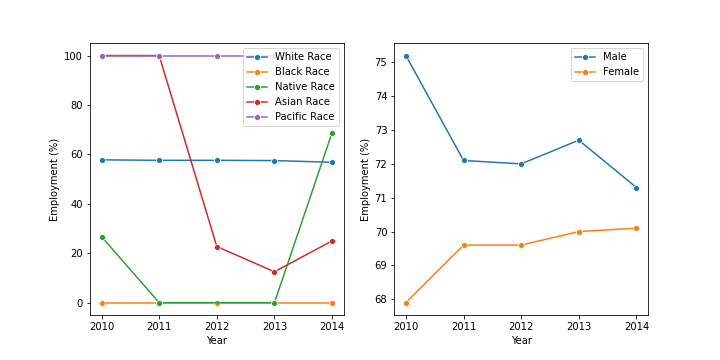 100
80
60
40
20
0
Employment (%)
2010 2011 2012 2013 2014
Year
White Race
Black Race
Native Race
Asian Race
Pacific Race
75
74
73
72
71
70
69
68
Employment (%)
2010 2011 2012 2013 2014
Year
Male
Female